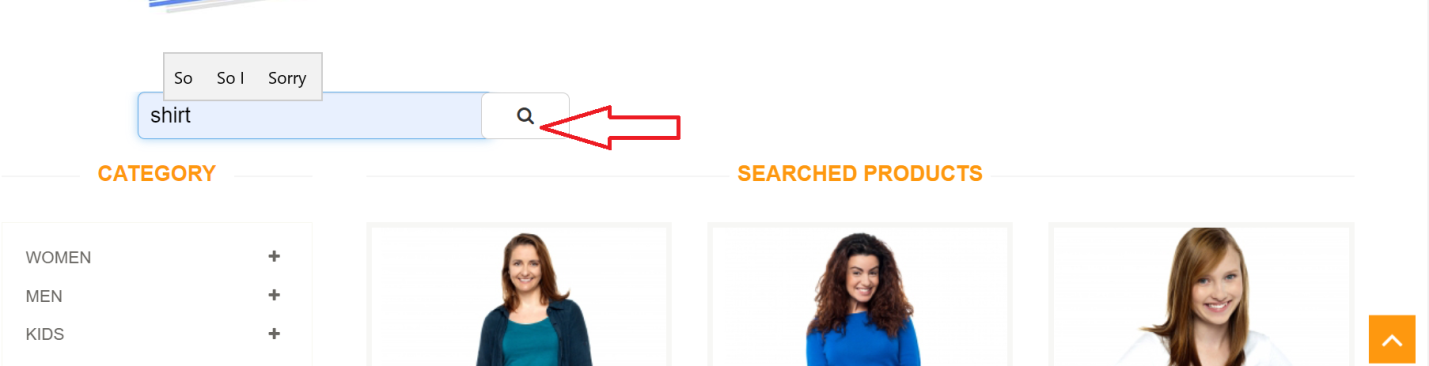 So So I Sorry
shirt
CATEGORY
SEARCHED PRODUCTS
WOMEN
MEN
KIDS